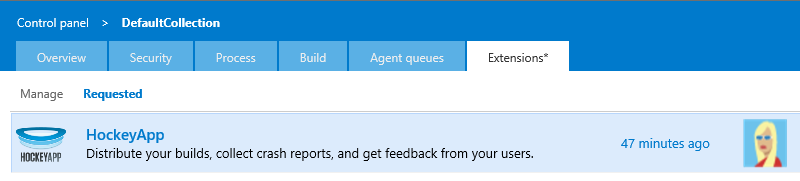 Control panel > DefaultCollection
Overview Security Process Build Agent queues Extensions*
Manage Requested
HockeyApp
47 minutes ago
Distribute your builds, collect crash reports, and get feedback from your users.
HOCKEYAPP